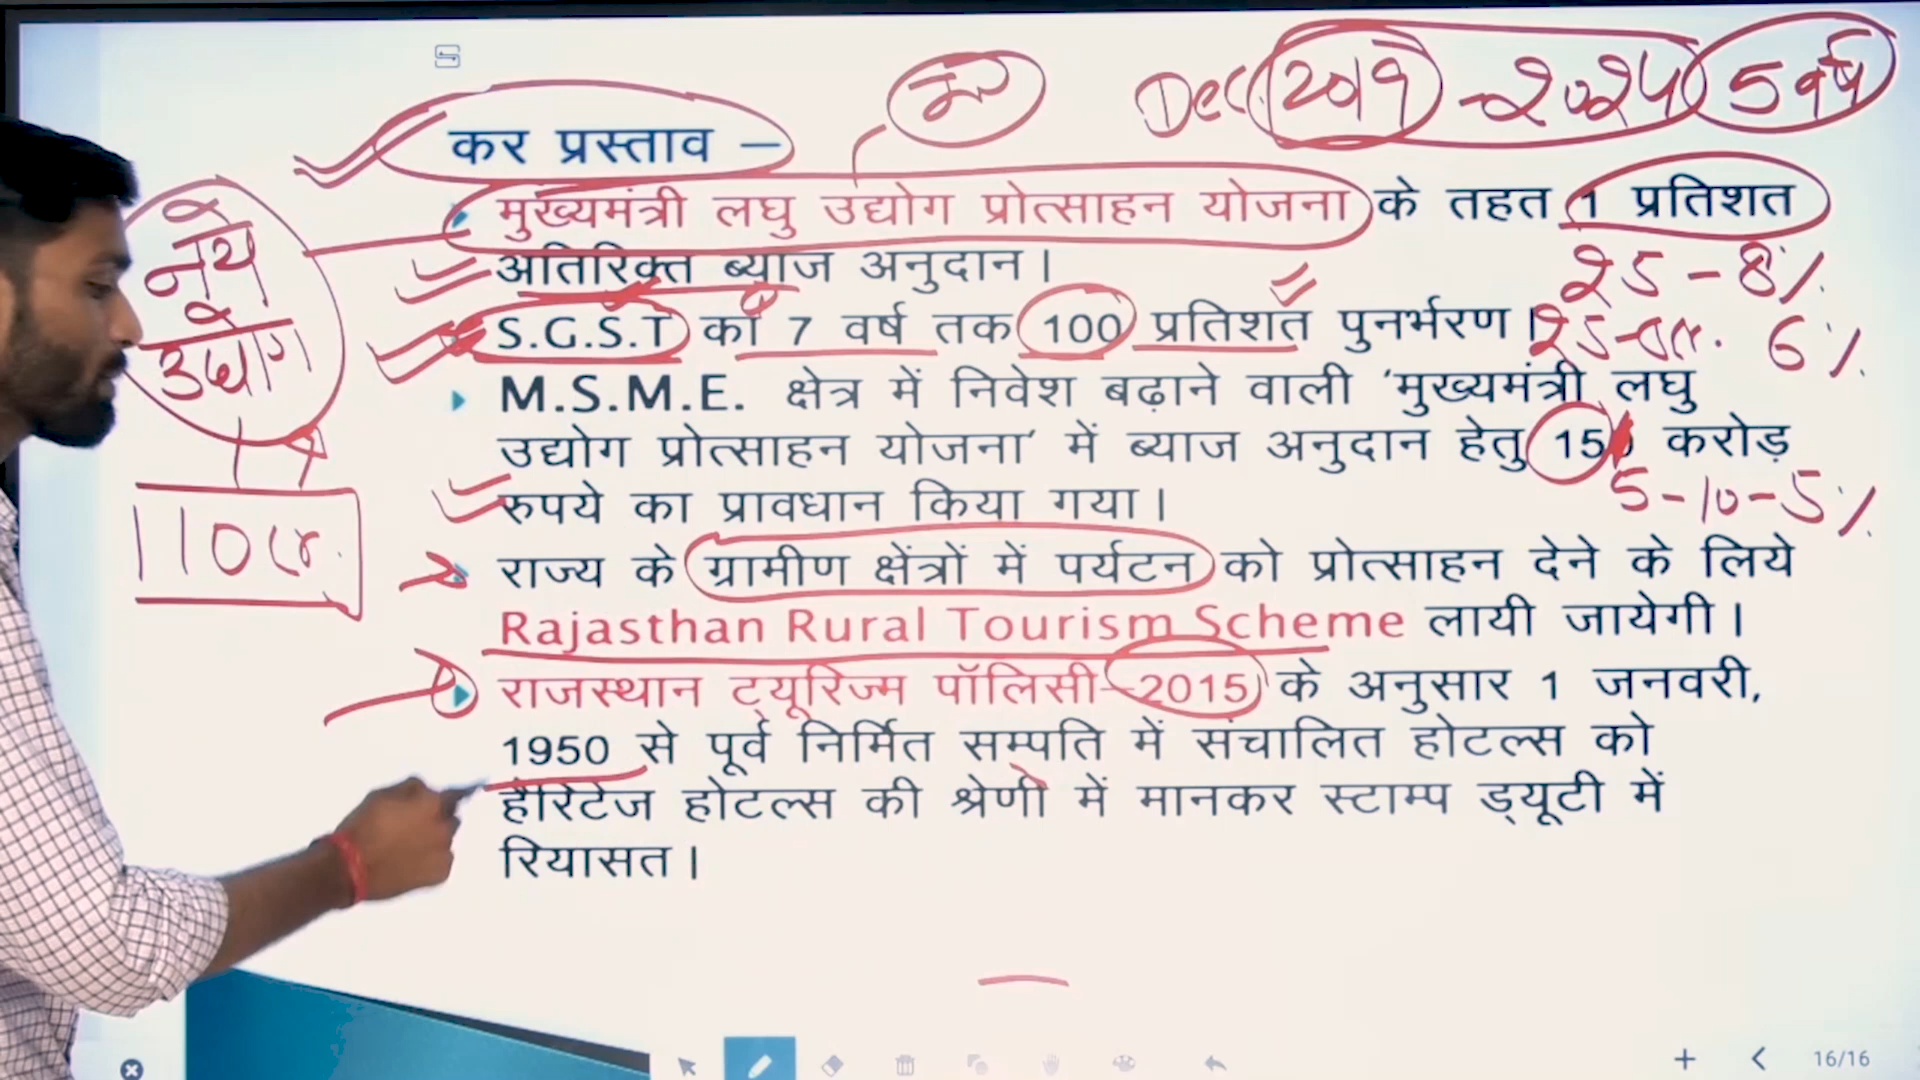 Dec 2019 - 2024 5 वर्ष
कर प्रस्ताव –
मुख्यमंत्री लघु उद्योग प्रोत्साहन योजना के तहत 1 प्रतिशत
अतिरिक्त ब्याज अनुदान।
नये
उद्योग
25 - 8%
S.G.S.T का 7 वर्ष तक 100 प्रतिशत पुनर्भरण।
6%
M.S.M.E. क्षेत्र में निवेश बढ़ाने वाली 'मुख्यमंत्री लघु
उद्योग प्रोत्साहन योजना' में ब्याज अनुदान हेतु 150 करोड़
रुपये का प्रावधान किया गया।
5-10-5%
राज्य के ग्रामीण क्षेंत्रों में पर्यटन को प्रोत्साहन देने के लिये
Rajasthan Rural Tourism Scheme लायी जायेगी।
राजस्थान ट्यूरिज्म पॉलिसी–2015 के अनुसार 1 जनवरी,
1950 से पूर्व निर्मित सम्पति में संचालित होटल्स को
हैरिटेज होटल्स की श्रेणी में मानकर स्टाम्प ड्यूटी में
रियासत।
16/16